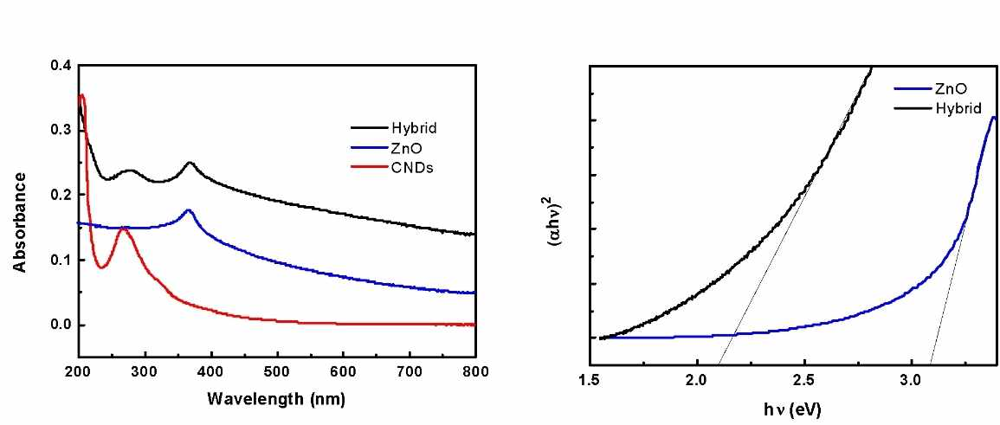 0.4
0.3
0.2
0.1
0.0
Absorbance
Hybrid
ZnO
CNDs
200 300 400 500 600 700 800
Wavelength (nm)
(αhν)²
ZnO
Hybrid
1.5 2.0 2.5 3.0
hν (eV)